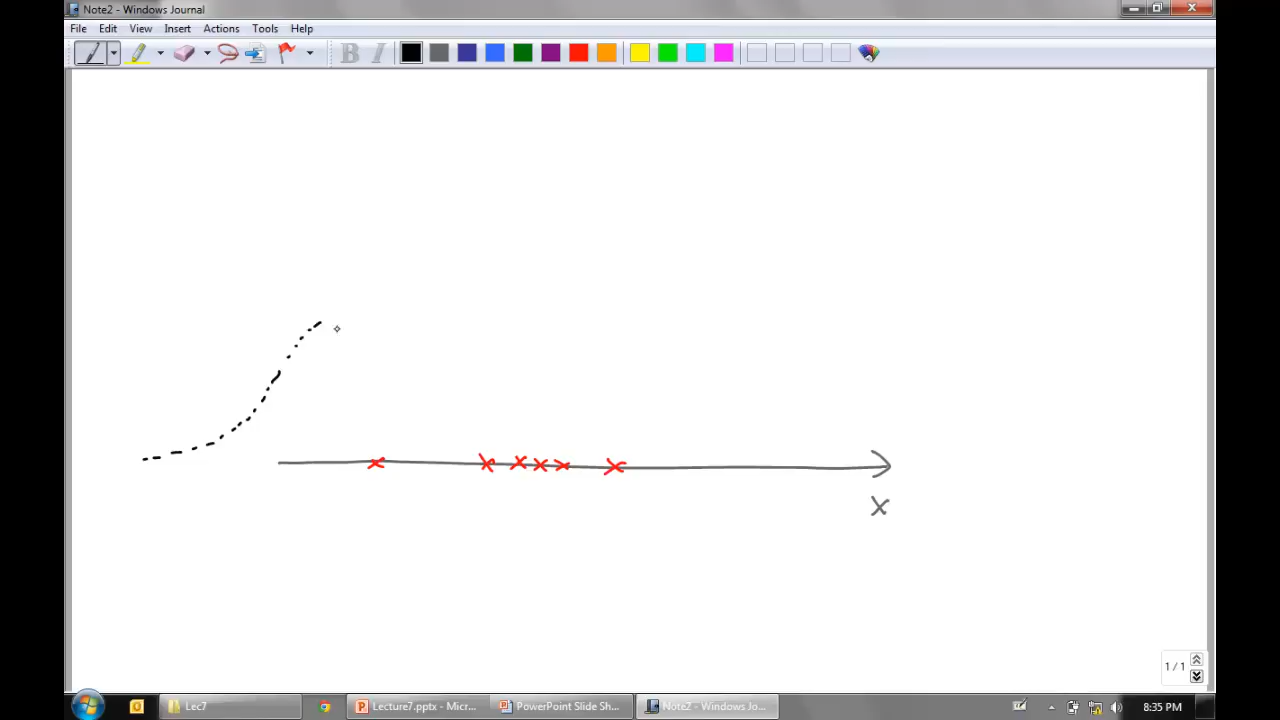 Note2 - Windows Journal
File Edit View Insert Actions Tools Help
B I
x
1 / 1
Lec7
Lecture7.pptx - Micr...
PowerPoint Slide Sh...
Note2 - Windows Jo...
8:35 PM